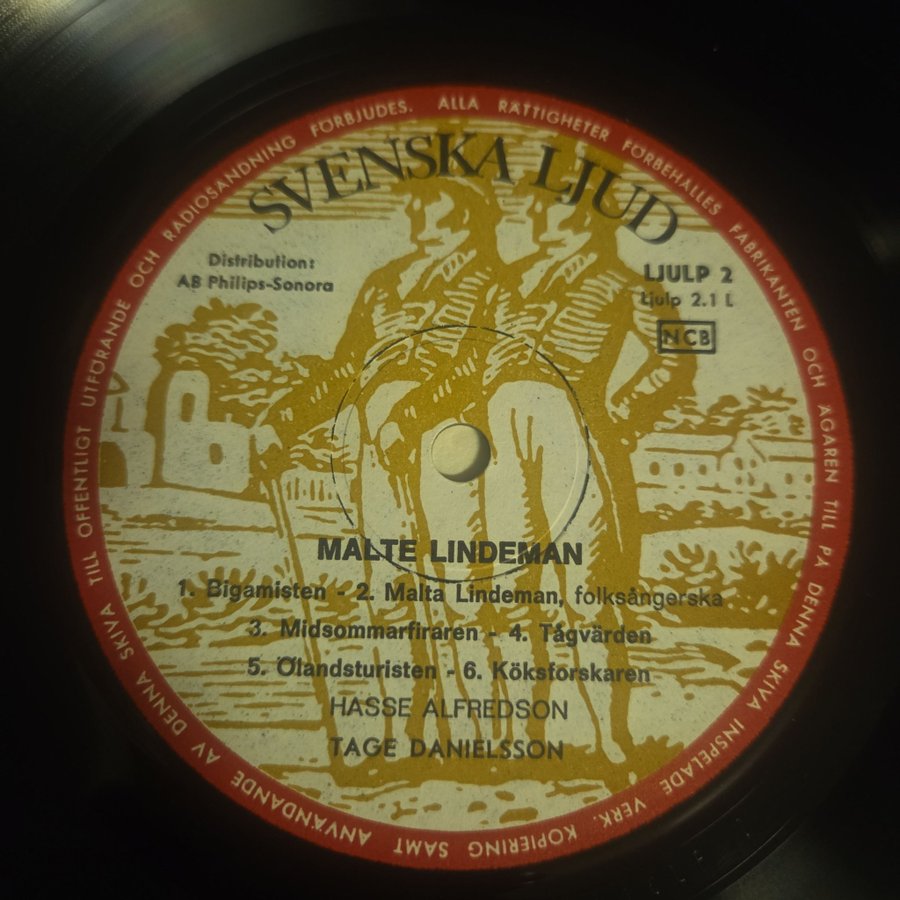 ALLA RÄTTIGHETER FÖRBEHÅLLES FABRIKANTEN OCH ÄGAREN TILL PÅ DENNA SKIVA INSPELADE VERK. KOPIERING SAMT ANVÄNDANDE AV DENNA SKIVA TILL OFFENTLIGT UTFÖRANDE OCH RADIOSÄNDNING FÖRBJUDES.
SVENSKA LJUD
Distribution:
AB Philips-Sonora
LJULP 2
Ljulp 2.1 L
NCB
MALTE LINDEMAN
1. Bigamisten - 2. Malta Lindeman, folksångerska
3. Midsommarfiraren - 4. Tågvärden
5. Ölandsturisten - 6. Köksforskaren
HASSE ALFREDSON
TAGE DANIELSSON